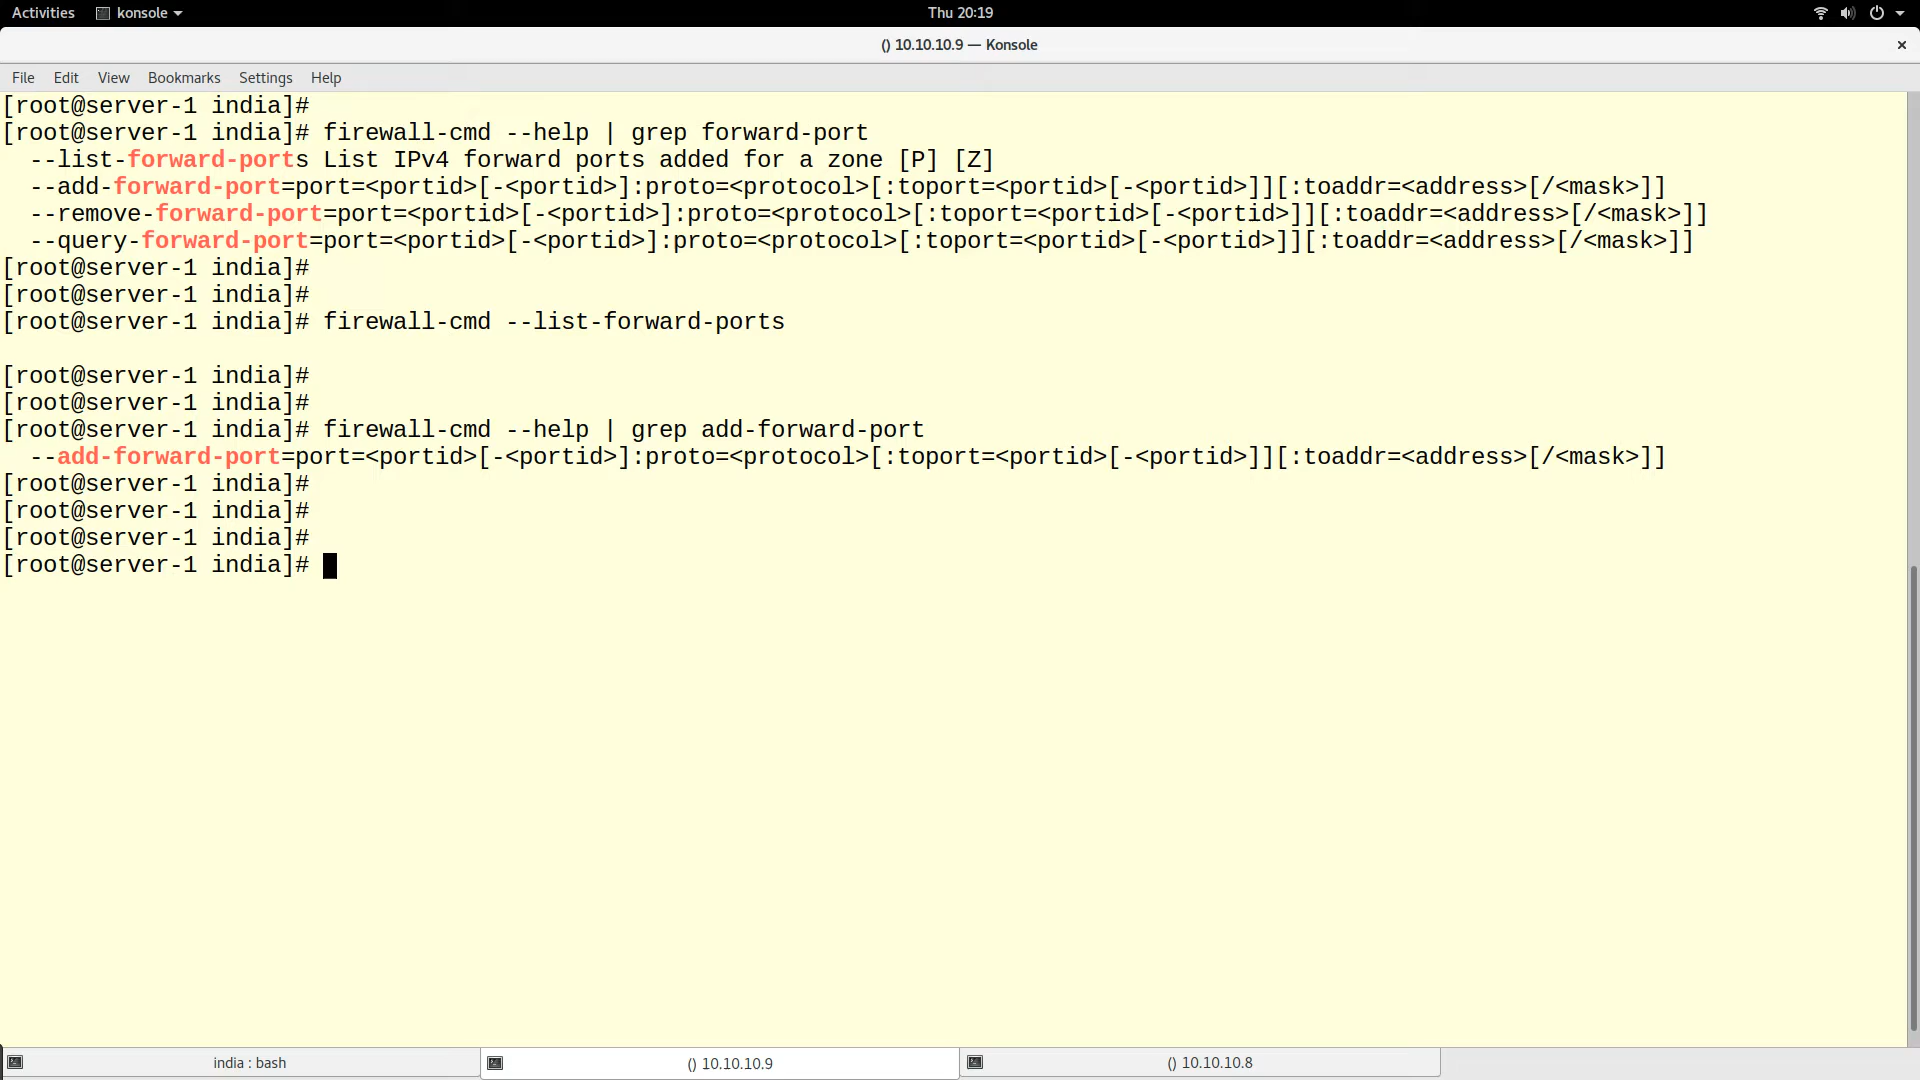 Activities konsole Thu 20:19
() 10.10.10.9 — Konsole
File Edit View Bookmarks Settings Help
[root@server-1 india]#
[root@server-1 india]# firewall-cmd --help | grep forward-port
  --list-forward-ports List IPv4 forward ports added for a zone [P] [Z]
  --add-forward-port=port=<portid>[-<portid>]:proto=<protocol>[:toport=<portid>[-<portid>]][:toaddr=<address>[/<mask>]]
  --remove-forward-port=port=<portid>[-<portid>]:proto=<protocol>[:toport=<portid>[-<portid>]][:toaddr=<address>[/<mask>]]
  --query-forward-port=port=<portid>[-<portid>]:proto=<protocol>[:toport=<portid>[-<portid>]][:toaddr=<address>[/<mask>]]
[root@server-1 india]#
[root@server-1 india]#
[root@server-1 india]# firewall-cmd --list-forward-ports

[root@server-1 india]#
[root@server-1 india]#
[root@server-1 india]# firewall-cmd --help | grep add-forward-port
  --add-forward-port=port=<portid>[-<portid>]:proto=<protocol>[:toport=<portid>[-<portid>]][:toaddr=<address>[/<mask>]]
[root@server-1 india]#
[root@server-1 india]#
[root@server-1 india]#
[root@server-1 india]#
india : bash () 10.10.10.9 () 10.10.10.8